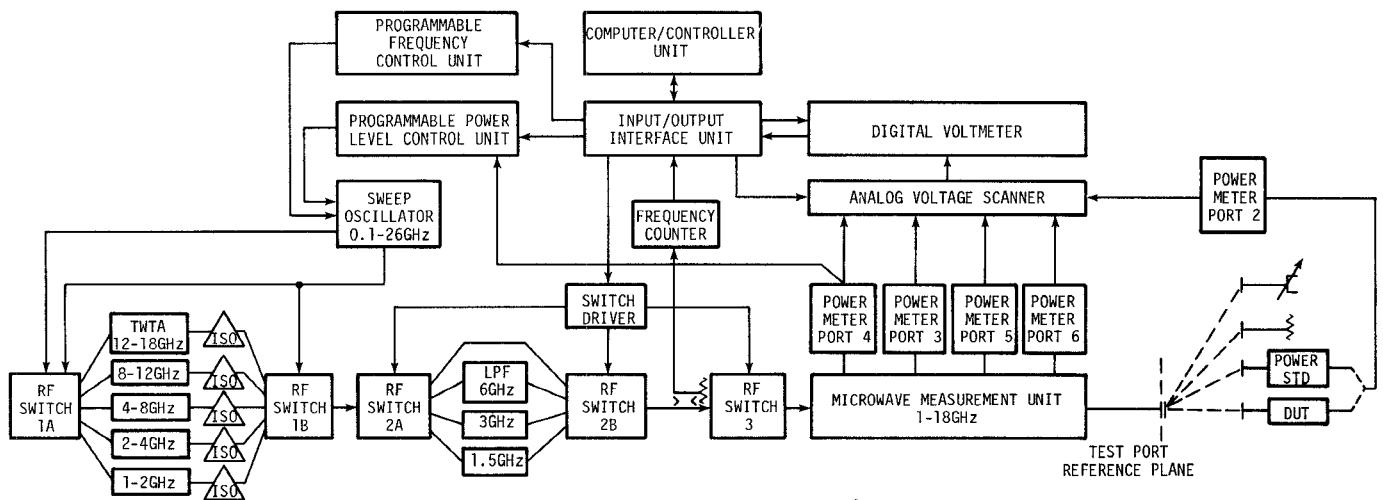 PROGRAMMABLE
FREQUENCY
CONTROL UNIT
COMPUTER/CONTROLLER
UNIT
PROGRAMMABLE POWER
LEVEL CONTROL UNIT
INPUT/OUTPUT
INTERFACE UNIT
DIGITAL VOLTMETER
SWEEP
OSCILLATOR
0.1-26GHz
FREQUENCY
COUNTER
ANALOG VOLTAGE SCANNER
POWER
METER
PORT 2
SWITCH
DRIVER
POWER
METER
PORT 4
POWER
METER
PORT 3
POWER
METER
PORT 5
POWER
METER
PORT 6
TWTA
12-18GHz
ISO
8-12GHz
ISO
4-8GHz
ISO
2-4GHz
ISO
1-2GHz
ISO
RF
SWITCH
1A
RF
SWITCH
1B
RF
SWITCH
2A
LPF
6GHz
3GHz
1.5GHz
RF
SWITCH
2B
RF
SWITCH
3
MICROWAVE MEASUREMENT UNIT
1-18GHz
POWER
STD
DUT
TEST PORT
REFERENCE PLANE